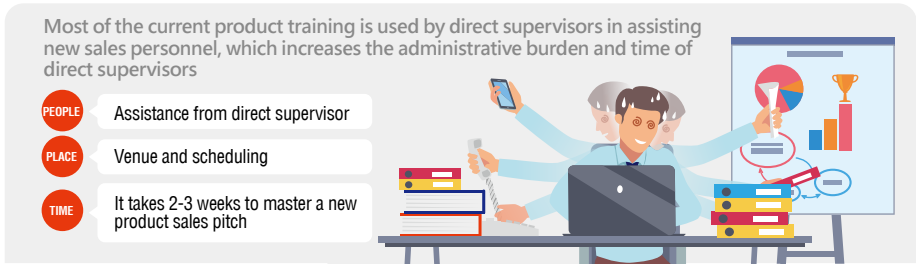 Most of the current product training is used by direct supervisors in assisting
new sales personnel, which increases the administrative burden and time of
direct supervisors
PEOPLE
Assistance from direct supervisor
PLACE
Venue and scheduling
TIME
It takes 2-3 weeks to master a new
product sales pitch